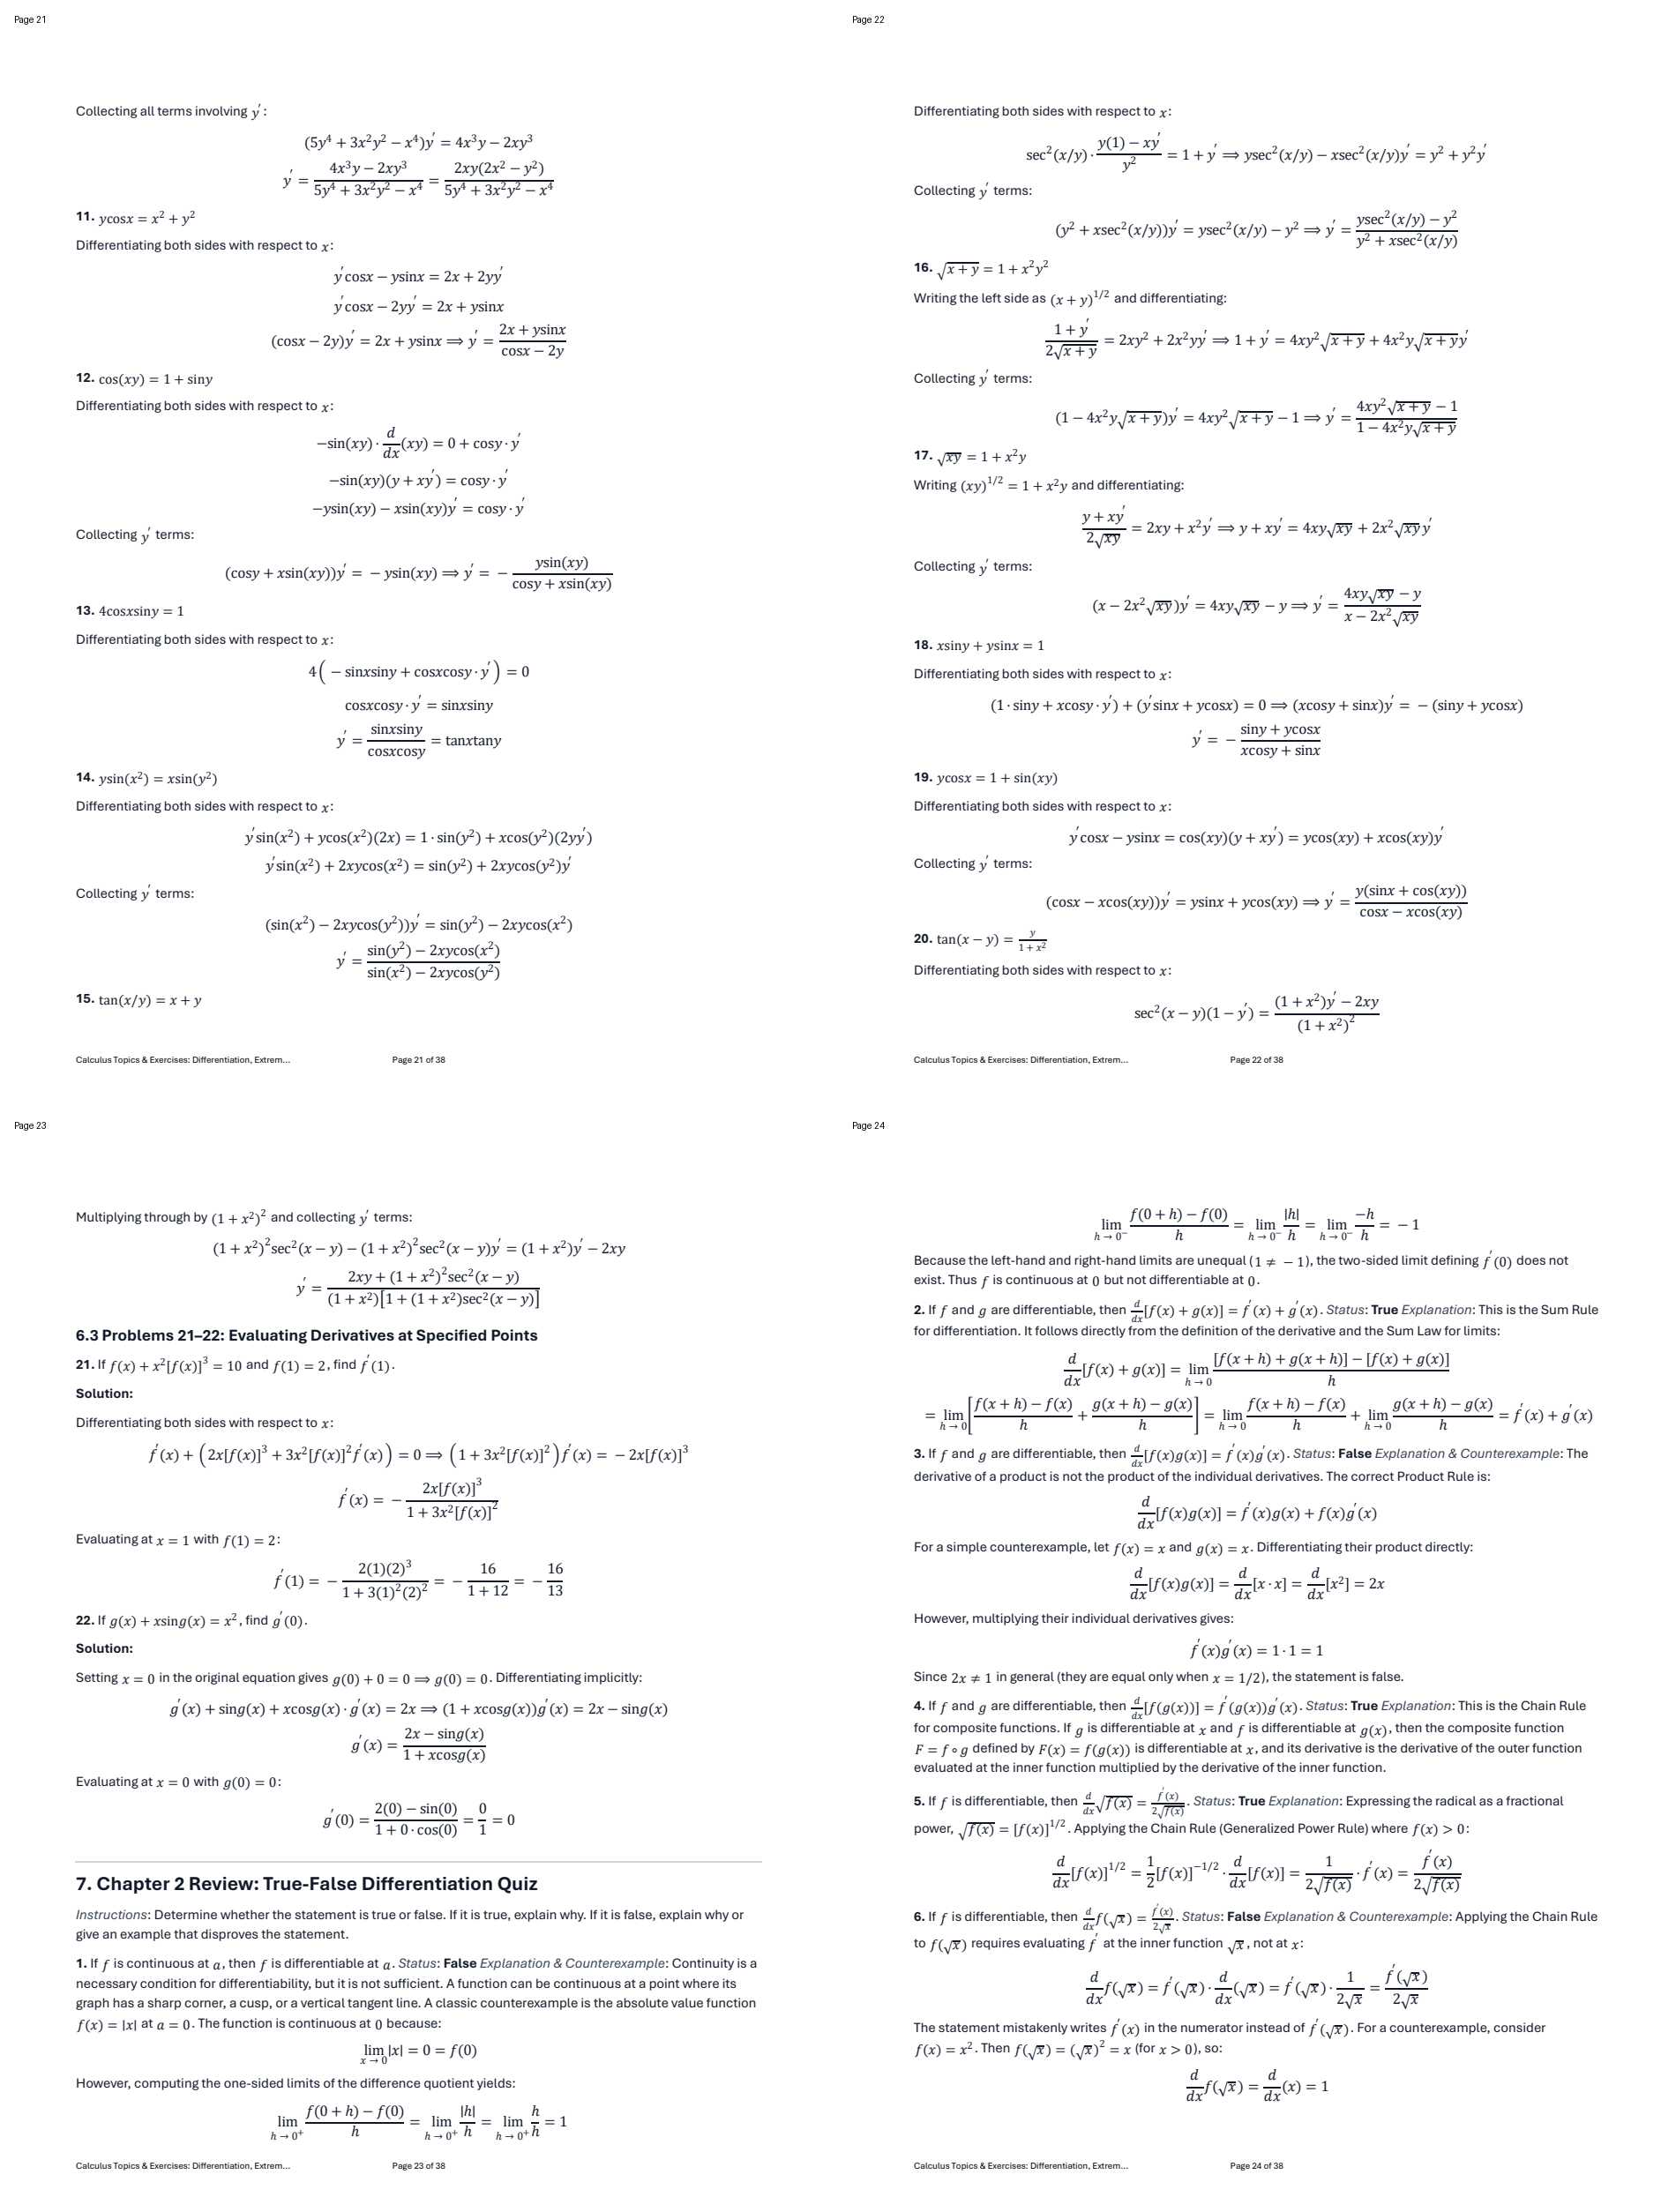 Page 21
Collecting all terms involving y′:
(5y⁴ + 3x²y² − x⁴)y′ = 4x³y − 2xy³
y′ = (4x³y − 2xy³)/(5y⁴ + 3x²y² − x⁴) = 2xy(2x² − y²)/(5y⁴ + 3x²y² − x⁴)
11. ycosx = x² + y²
Differentiating both sides with respect to x:
y′cosx − ysinx = 2x + 2yy′
y′cosx − 2yy′ = 2x + ysinx
(cosx − 2y)y′ = 2x + ysinx ⟹ y′ = (2x + ysinx)/(cosx − 2y)
12. cos(xy) = 1 + siny
Differentiating both sides with respect to x:
−sin(xy) · d/dx(xy) = 0 + cosy · y′
−sin(xy)(y + xy′) = cosy · y′
−ysin(xy) − xsin(xy)y′ = cosy · y′
Collecting y′ terms:
(cosy + xsin(xy))y′ = − ysin(xy) ⟹ y′ = − ysin(xy)/(cosy + xsin(xy))
13. 4cosxsiny = 1
Differentiating both sides with respect to x:
4( − sinxsiny + cosxcosy · y′) = 0
cosxcosy · y′ = sinxsiny
y′ = sinxsiny/cosxcosy = tanxtany
14. ysin(x²) = xsin(y²)
Differentiating both sides with respect to x:
y′sin(x²) + ycos(x²)(2x) = 1 · sin(y²) + xcos(y²)(2yy′)
y′sin(x²) + 2xycos(x²) = sin(y²) + 2xycos(y²)y′
Collecting y′ terms:
(sin(x²) − 2xycos(y²))y′ = sin(y²) − 2xycos(x²)
y′ = (sin(y²) − 2xycos(x²))/(sin(x²) − 2xycos(y²))
15. tan(x/y) = x + y
Calculus Topics & Exercises: Differentiation, Extrem... Page 21 of 38
Page 22
Differentiating both sides with respect to x:
sec²(x/y) · (y(1) − xy′)/y² = 1 + y′ ⟹ ysec²(x/y) − xsec²(x/y)y′ = y² + y²y′
Collecting y′ terms:
(y² + xsec²(x/y))y′ = ysec²(x/y) − y² ⟹ y′ = (ysec²(x/y) − y²)/(y² + xsec²(x/y))
16. √(x + y) = 1 + x²y²
Writing the left side as (x + y)^(1/2) and differentiating:
(1 + y′)/(2√(x + y)) = 2xy² + 2x²yy′ ⟹ 1 + y′ = 4xy²√(x + y) + 4x²y√(x + y)y′
Collecting y′ terms:
(1 − 4x²y√(x + y))y′ = 4xy²√(x + y) − 1 ⟹ y′ = (4xy²√(x + y) − 1)/(1 − 4x²y√(x + y))
17. √(xy) = 1 + x²y
Writing (xy)^(1/2) = 1 + x²y and differentiating:
(y + xy′)/(2√(xy)) = 2xy + x²y′ ⟹ y + xy′ = 4xy√(xy) + 2x²√(xy)y′
Collecting y′ terms:
(x − 2x²√(xy))y′ = 4xy√(xy) − y ⟹ y′ = (4xy√(xy) − y)/(x − 2x²√(xy))
18. xsiny + ysinx = 1
Differentiating both sides with respect to x:
(1 · siny + xcosy · y′) + (y′sinx + ycosx) = 0 ⟹ (xcosy + sinx)y′ = − (siny + ycosx)
y′ = − (siny + ycosx)/(xcosy + sinx)
19. ycosx = 1 + sin(xy)
Differentiating both sides with respect to x:
y′cosx − ysinx = cos(xy)(y + xy′) = ycos(xy) + xcos(xy)y′
Collecting y′ terms:
(cosx − xcos(xy))y′ = ysinx + ycos(xy) ⟹ y′ = y(sinx + cos(xy))/(cosx − xcos(xy))
20. tan(x − y) = y/(1 + x²)
Differentiating both sides with respect to x:
sec²(x − y)(1 − y′) = ((1 + x²)y′ − 2xy)/(1 + x²)²
Calculus Topics & Exercises: Differentiation, Extrem... Page 22 of 38
Page 23
Multiplying through by (1 + x²)² and collecting y′ terms:
(1 + x²)²sec²(x − y) − (1 + x²)²sec²(x − y)y′ = (1 + x²)y′ − 2xy
y′ = (2xy + (1 + x²)²sec²(x − y))/((1 + x²)[1 + (1 + x²)sec²(x − y)])
6.3 Problems 21–22: Evaluating Derivatives at Specified Points
21. If f(x) + x²[f(x)]³ = 10 and f(1) = 2, find f′(1).
Solution:
Differentiating both sides with respect to x:
f′(x) + (2x[f(x)]³ + 3x²[f(x)]²f′(x)) = 0 ⟹ (1 + 3x²[f(x)]²)f′(x) = − 2x[f(x)]³
f′(x) = − 2x[f(x)]³/(1 + 3x²[f(x)]²)
Evaluating at x = 1 with f(1) = 2:
f′(1) = − 2(1)(2)³/(1 + 3(1)²(2)²) = − 16/(1 + 12) = − 16/13
22. If g(x) + xsing(x) = x², find g′(0).
Solution:
Setting x = 0 in the original equation gives g(0) + 0 = 0 ⟹ g(0) = 0. Differentiating implicitly:
g′(x) + sing(x) + xcosg(x) · g′(x) = 2x ⟹ (1 + xcosg(x))g′(x) = 2x − sing(x)
g′(x) = (2x − sing(x))/(1 + xcosg(x))
Evaluating at x = 0 with g(0) = 0:
g′(0) = (2(0) − sin(0))/(1 + 0 · cos(0)) = 0/1 = 0
7. Chapter 2 Review: True-False Differentiation Quiz
Instructions: Determine whether the statement is true or false. If it is true, explain why. If it is false, explain why or
give an example that disproves the statement.
1. If f is continuous at a, then f is differentiable at a. Status: False Explanation & Counterexample: Continuity is a
necessary condition for differentiability, but it is not sufficient. A function can be continuous at a point where its
graph has a sharp corner, a cusp, or a vertical tangent line. A classic counterexample is the absolute value function
f(x) = |x| at a = 0. The function is continuous at 0 because:
lim x → 0 |x| = 0 = f(0)
However, computing the one-sided limits of the difference quotient yields:
lim h → 0⁺ (f(0 + h) − f(0))/h = lim h → 0⁺ |h|/h = lim h → 0⁺ h/h = 1
Calculus Topics & Exercises: Differentiation, Extrem... Page 23 of 38
Page 24
lim h → 0⁻ (f(0 + h) − f(0))/h = lim h → 0⁻ |h|/h = lim h → 0⁻ −h/h = − 1
Because the left-hand and right-hand limits are unequal (1 ≠ − 1), the two-sided limit defining f′(0) does not
exist. Thus f is continuous at 0 but not differentiable at 0.
2. If f and g are differentiable, then d/dx[f(x) + g(x)] = f′(x) + g′(x). Status: True Explanation: This is the Sum Rule
for differentiation. It follows directly from the definition of the derivative and the Sum Law for limits:
d/dx[f(x) + g(x)] = lim h → 0 ([f(x + h) + g(x + h)] − [f(x) + g(x)])/h
= lim h → 0 [(f(x + h) − f(x))/h + (g(x + h) − g(x))/h] = lim h → 0 (f(x + h) − f(x))/h + lim h → 0 (g(x + h) − g(x))/h = f′(x) + g′(x)
3. If f and g are differentiable, then d/dx[f(x)g(x)] = f′(x)g′(x). Status: False Explanation & Counterexample: The
derivative of a product is not the product of the individual derivatives. The correct Product Rule is:
d/dx[f(x)g(x)] = f′(x)g(x) + f(x)g′(x)
For a simple counterexample, let f(x) = x and g(x) = x. Differentiating their product directly:
d/dx[f(x)g(x)] = d/dx[x · x] = d/dx[x²] = 2x
However, multiplying their individual derivatives gives:
f′(x)g′(x) = 1 · 1 = 1
Since 2x ≠ 1 in general (they are equal only when x = 1/2), the statement is false.
4. If f and g are differentiable, then d/dx[f(g(x))] = f′(g(x))g′(x). Status: True Explanation: This is the Chain Rule
for composite functions. If g is differentiable at x and f is differentiable at g(x), then the composite function
F = f ∘ g defined by F(x) = f(g(x)) is differentiable at x, and its derivative is the derivative of the outer function
evaluated at the inner function multiplied by the derivative of the inner function.
5. If f is differentiable, then d/dx√(f(x)) = f′(x)/(2√(f(x))). Status: True Explanation: Expressing the radical as a fractional
power, √(f(x)) = [f(x)]^(1/2). Applying the Chain Rule (Generalized Power Rule) where f(x) > 0:
d/dx[f(x)]^(1/2) = 1/2[f(x)]^(−1/2) · d/dx[f(x)] = 1/(2√(f(x))) · f′(x) = f′(x)/(2√(f(x)))
6. If f is differentiable, then d/dx f(√x) = f′(x)/(2√x). Status: False Explanation & Counterexample: Applying the Chain Rule
to f(√x) requires evaluating f′ at the inner function √x, not at x:
d/dx f(√x) = f′(√x) · d/dx(√x) = f′(√x) · 1/(2√x) = f′(√x)/(2√x)
The statement mistakenly writes f′(x) in the numerator instead of f′(√x). For a counterexample, consider
f(x) = x². Then f(√x) = (√x)² = x (for x > 0), so:
d/dx f(√x) = d/dx(x) = 1
Calculus Topics & Exercises: Differentiation, Extrem... Page 24 of 38